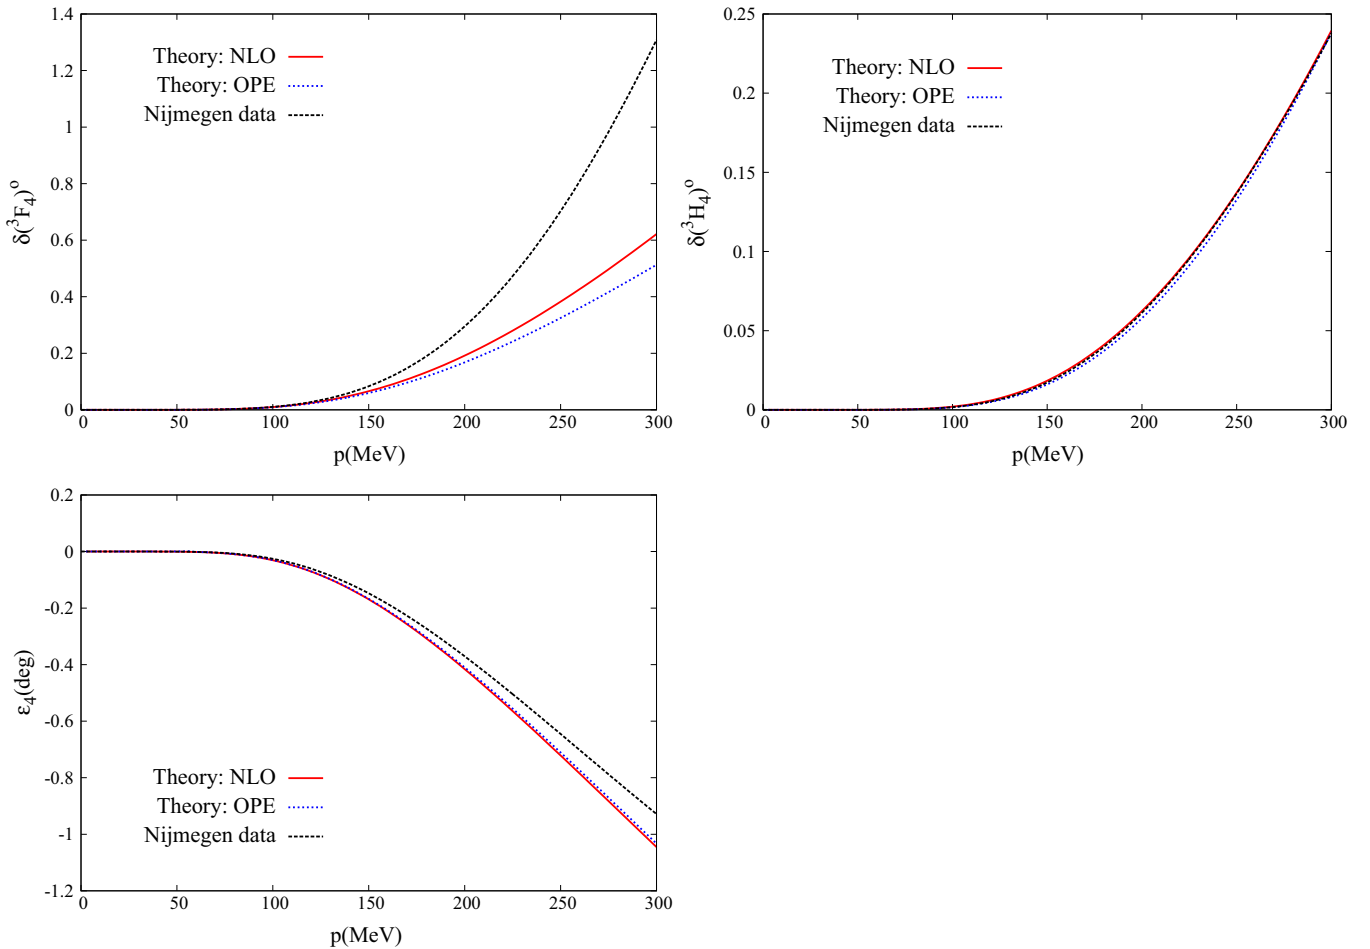 1.4
1.2
1
0.8
0.6
0.4
0.2
0
0 50 100 150 200 250 300
p(MeV)
δ(³F₄)º
Theory: NLO
Theory: OPE
Nijmegen data
0.25
0.2
0.15
0.1
0.05
0
0 50 100 150 200 250 300
p(MeV)
δ(³H₄)º
Theory: NLO
Theory: OPE
Nijmegen data
0.2
0
-0.2
-0.4
-0.6
-0.8
-1
-1.2
0 50 100 150 200 250 300
p(MeV)
ε₄(deg)
Theory: NLO
Theory: OPE
Nijmegen data